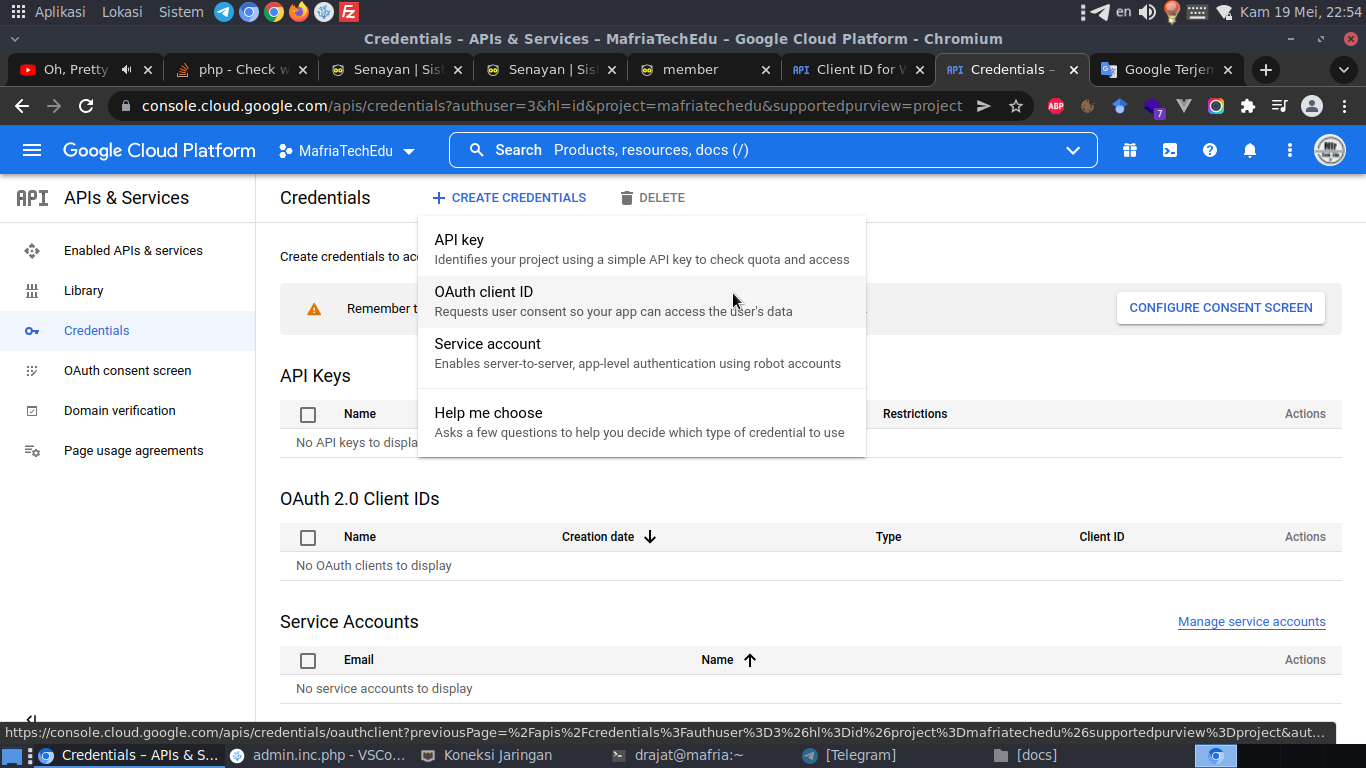 Aplikasi Lokasi Sistem en Kam 19 Mei, 22:54
Credentials – APIs & Services – MafriaTechEdu – Google Cloud Platform - Chromium
Oh, Pretty php - Check w Senayan | Sis Senayan | Sis member API Client ID for W API Credentials – Google Terjem
console.cloud.google.com/apis/credentials?authuser=3&hl=id&project=mafriatechedu&supportedpurview=project ABP 7
Google Cloud Platform MafriaTechEdu Search Products, resources, docs (/)
API APIs & Services
Enabled APIs & services
Library
Credentials
OAuth consent screen
Domain verification
Page usage agreements
Credentials CREATE CREDENTIALS DELETE
API key
Identifies your project using a simple API key to check quota and access
OAuth client ID
Requests user consent so your app can access the user's data
Service account
Enables server-to-server, app-level authentication using robot accounts
Help me choose
Asks a few questions to help you decide which type of credential to use
Create credentials to ac
Remember t CONFIGURE CONSENT SCREEN
API Keys
Name Restrictions Actions
No API keys to displa
OAuth 2.0 Client IDs
Name Creation date Type Client ID Actions
No OAuth clients to display
Service Accounts Manage service accounts
Email Name Actions
No service accounts to display
https://console.cloud.google.com/apis/credentials/oauthclient?previousPage=%2Fapis%2Fcredentials%3Fauthuser%3D3%26hl%3Did%26project%3Dmafriatechedu%26supportedpurview%3Dproject&aut...
Credentials – APIs & S... admin.inc.php - VSCo... Koneksi Jaringan drajat@mafria:~ [Telegram] [docs]